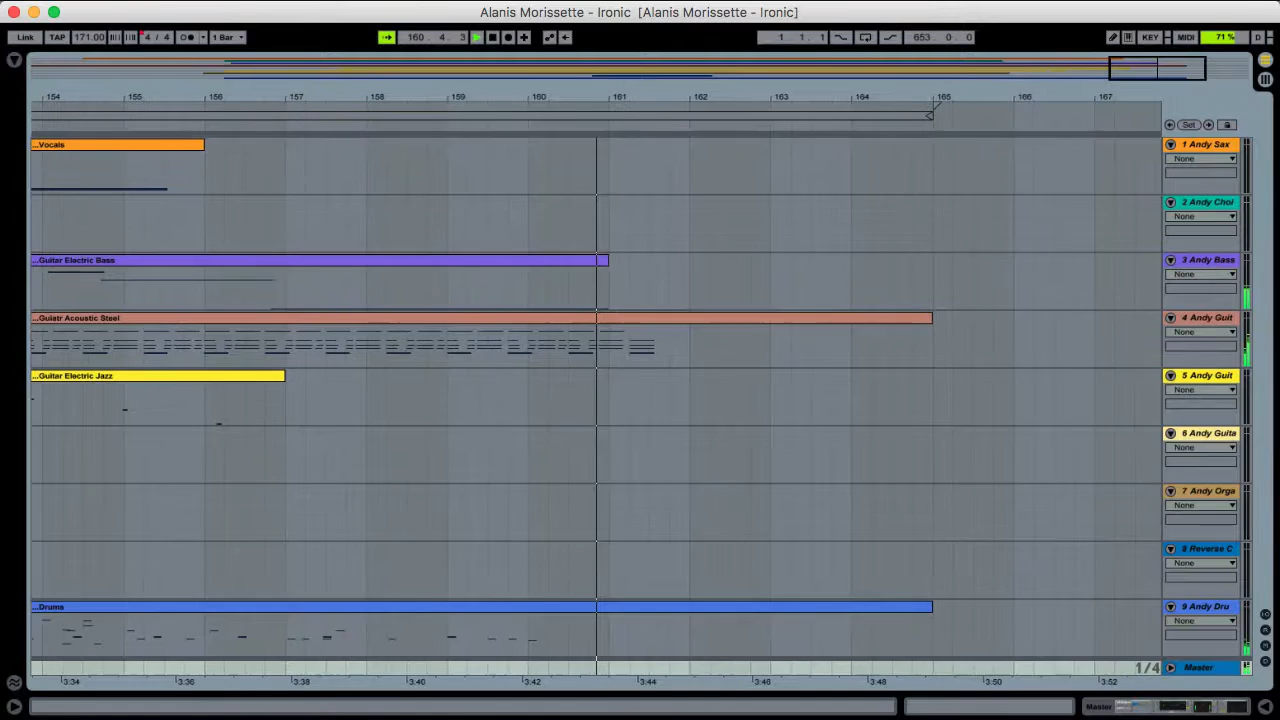 Alanis Morissette - Ironic  [Alanis Morissette - Ironic]
Link TAP 171.00 4 / 4 1 Bar 160 . 4 . 3 1 . 1 . 1 653 . 0 . 0 KEY MIDI 71 % D
154 155 156 157 158 159 160 161 162 163 164 165 166 167
Set
...Vocals 1 Andy Sax
None
2 Andy Choi
None
...Guitar Electric Bass 3 Andy Bass
None
...Guiatr Acoustic Steel 4 Andy Guit
None
...Guitar Electric Jazz 5 Andy Guit
None
6 Andy Guita
None
7 Andy Orga
None
8 Reverse C
None
...Drums 9 Andy Dru
None
1/4 Master
3:34 3:36 3:38 3:40 3:42 3:44 3:46 3:48 3:50 3:52
Master